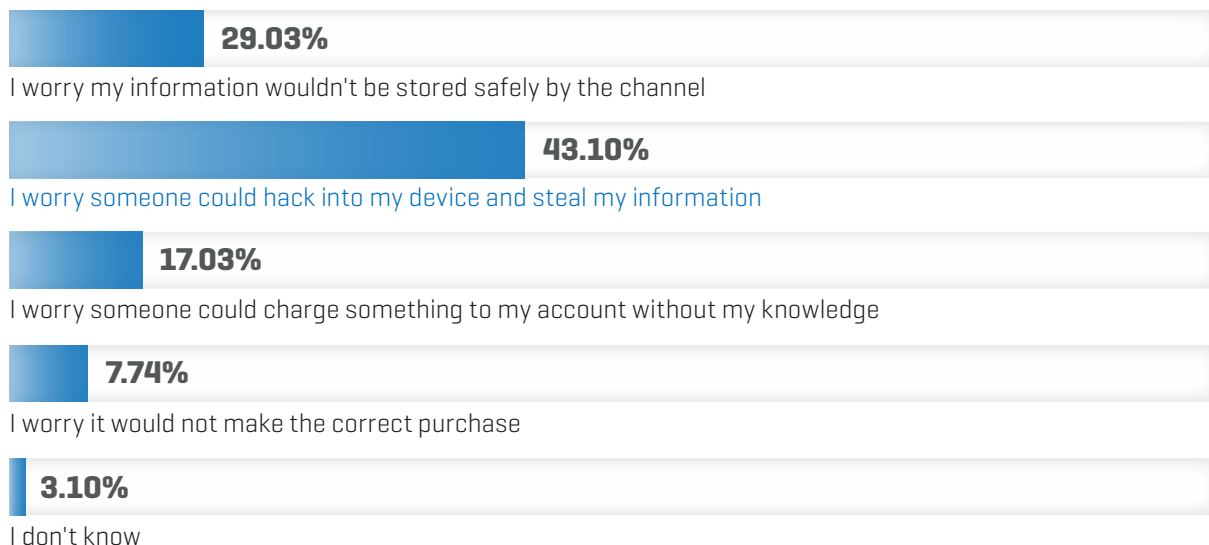 29.03%
I worry my information wouldn't be stored safely by the channel
43.10%
I worry someone could hack into my device and steal my information
17.03%
I worry someone could charge something to my account without my knowledge
7.74%
I worry it would not make the correct purchase
3.10%
I don't know